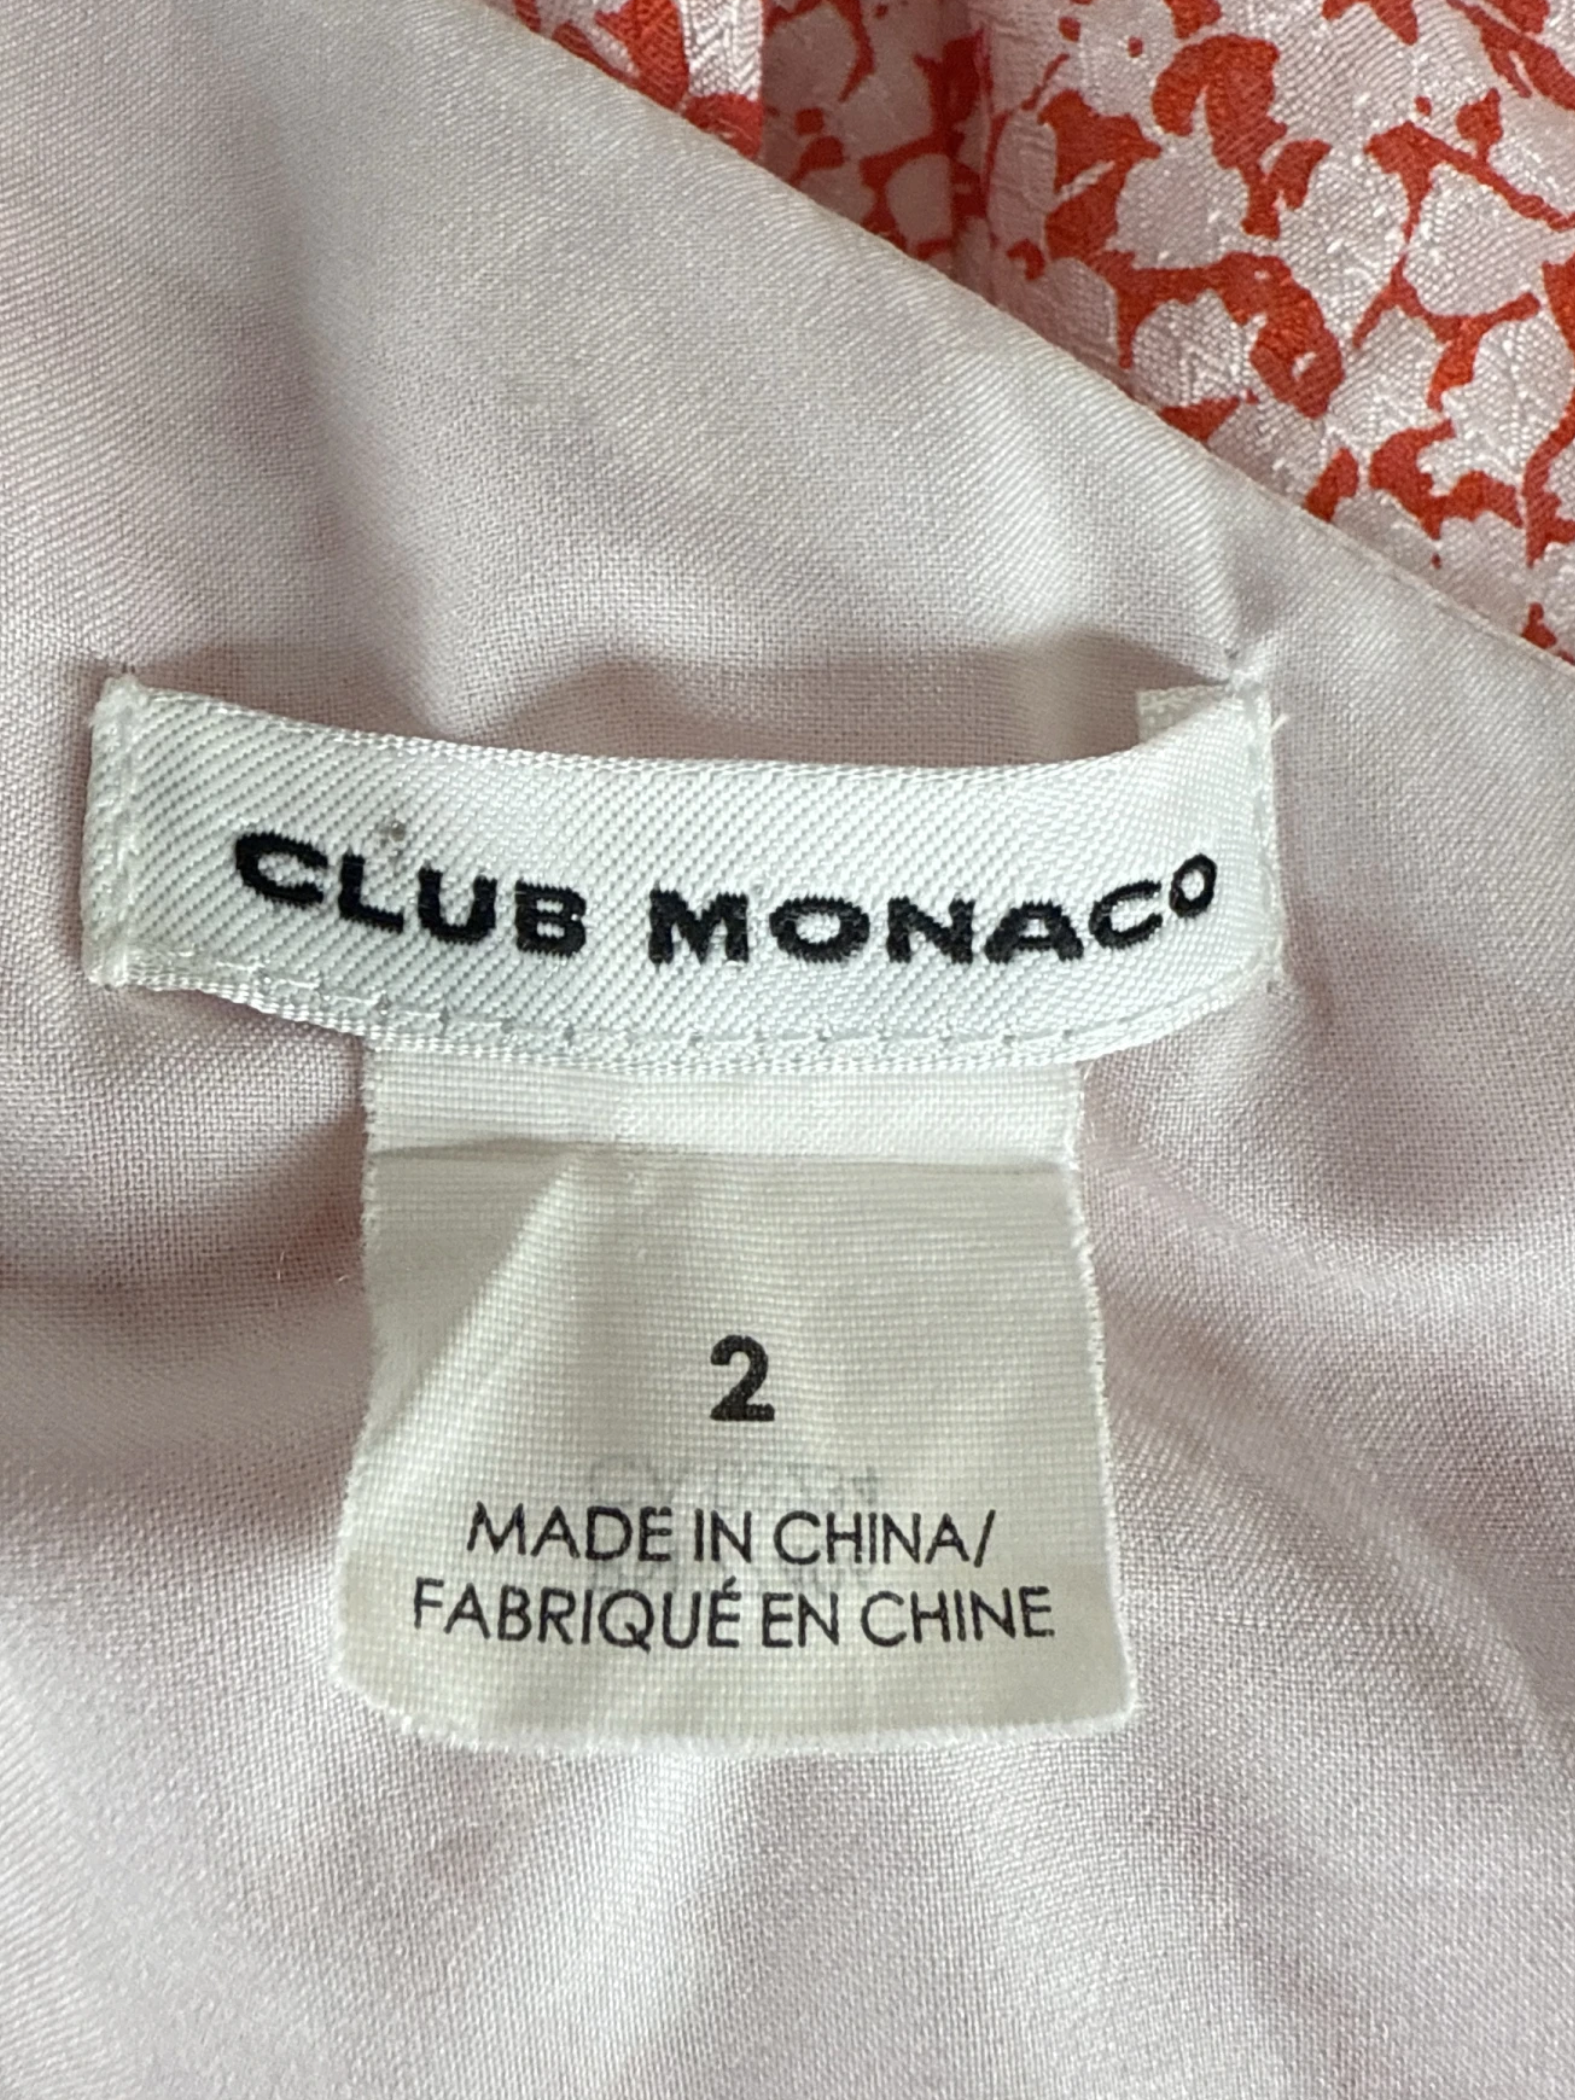 CLUB MONACO
2
MADE IN CHINA/
FABRIQUÉ EN CHINE